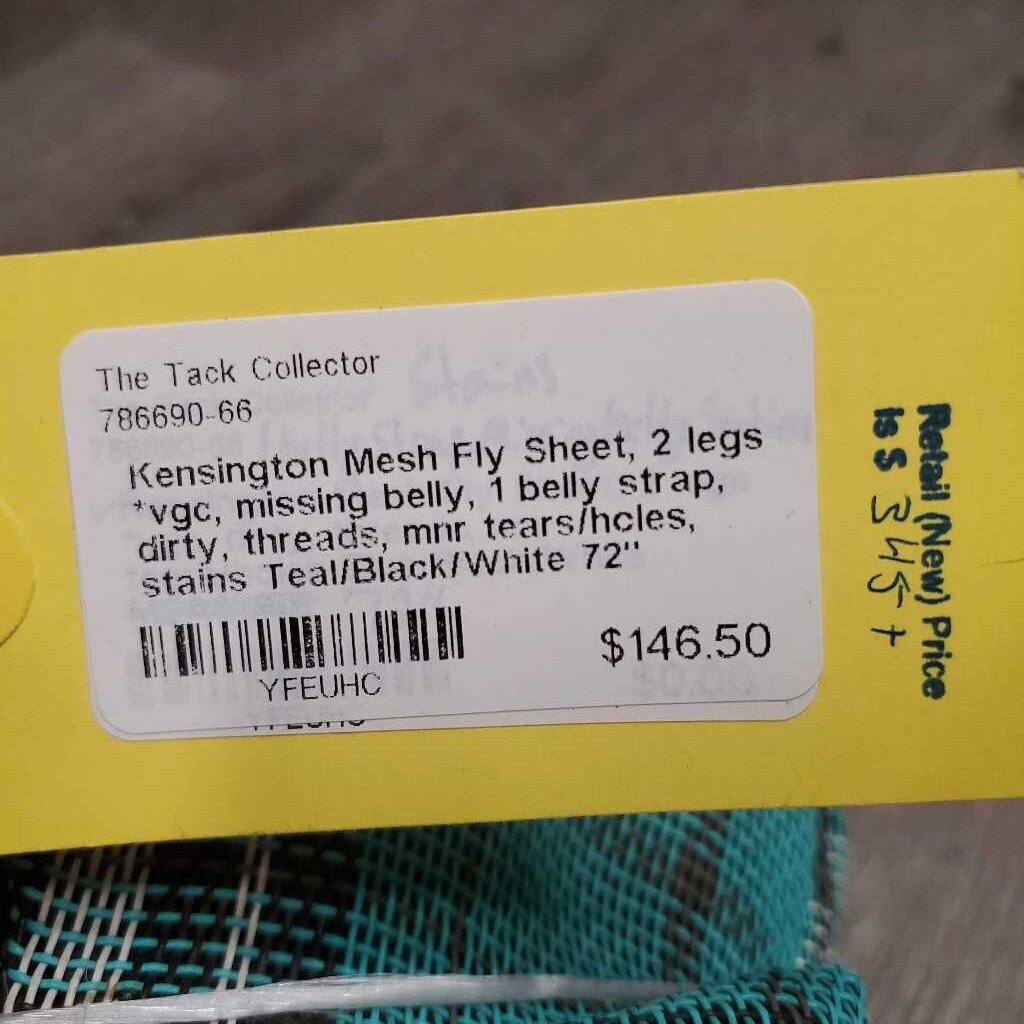 The Tack Collector
786690-66
Kensington Mesh Fly Sheet, 2 legs
*vgc, missing belly, 1 belly strap,
dirty, threads, mnr tears/holes,
stains Teal/Black/White 72"
$146.50
YFEUHC
Retail (New) Price
is $ 345+
Stains